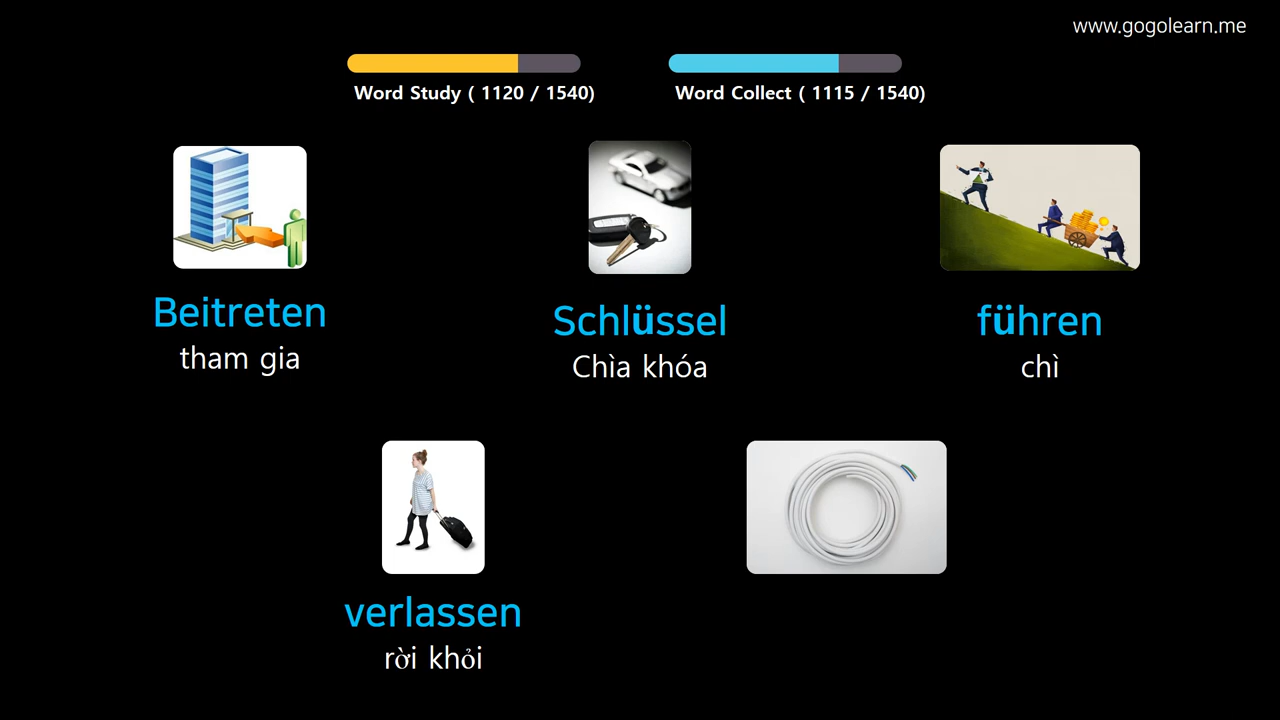 www.gogolearn.me
Word Study ( 1120 / 1540)
Word Collect ( 1115 / 1540)
Beitreten
tham gia
Schlüssel
Chìa khóa
führen
chì
verlassen
rời khỏi